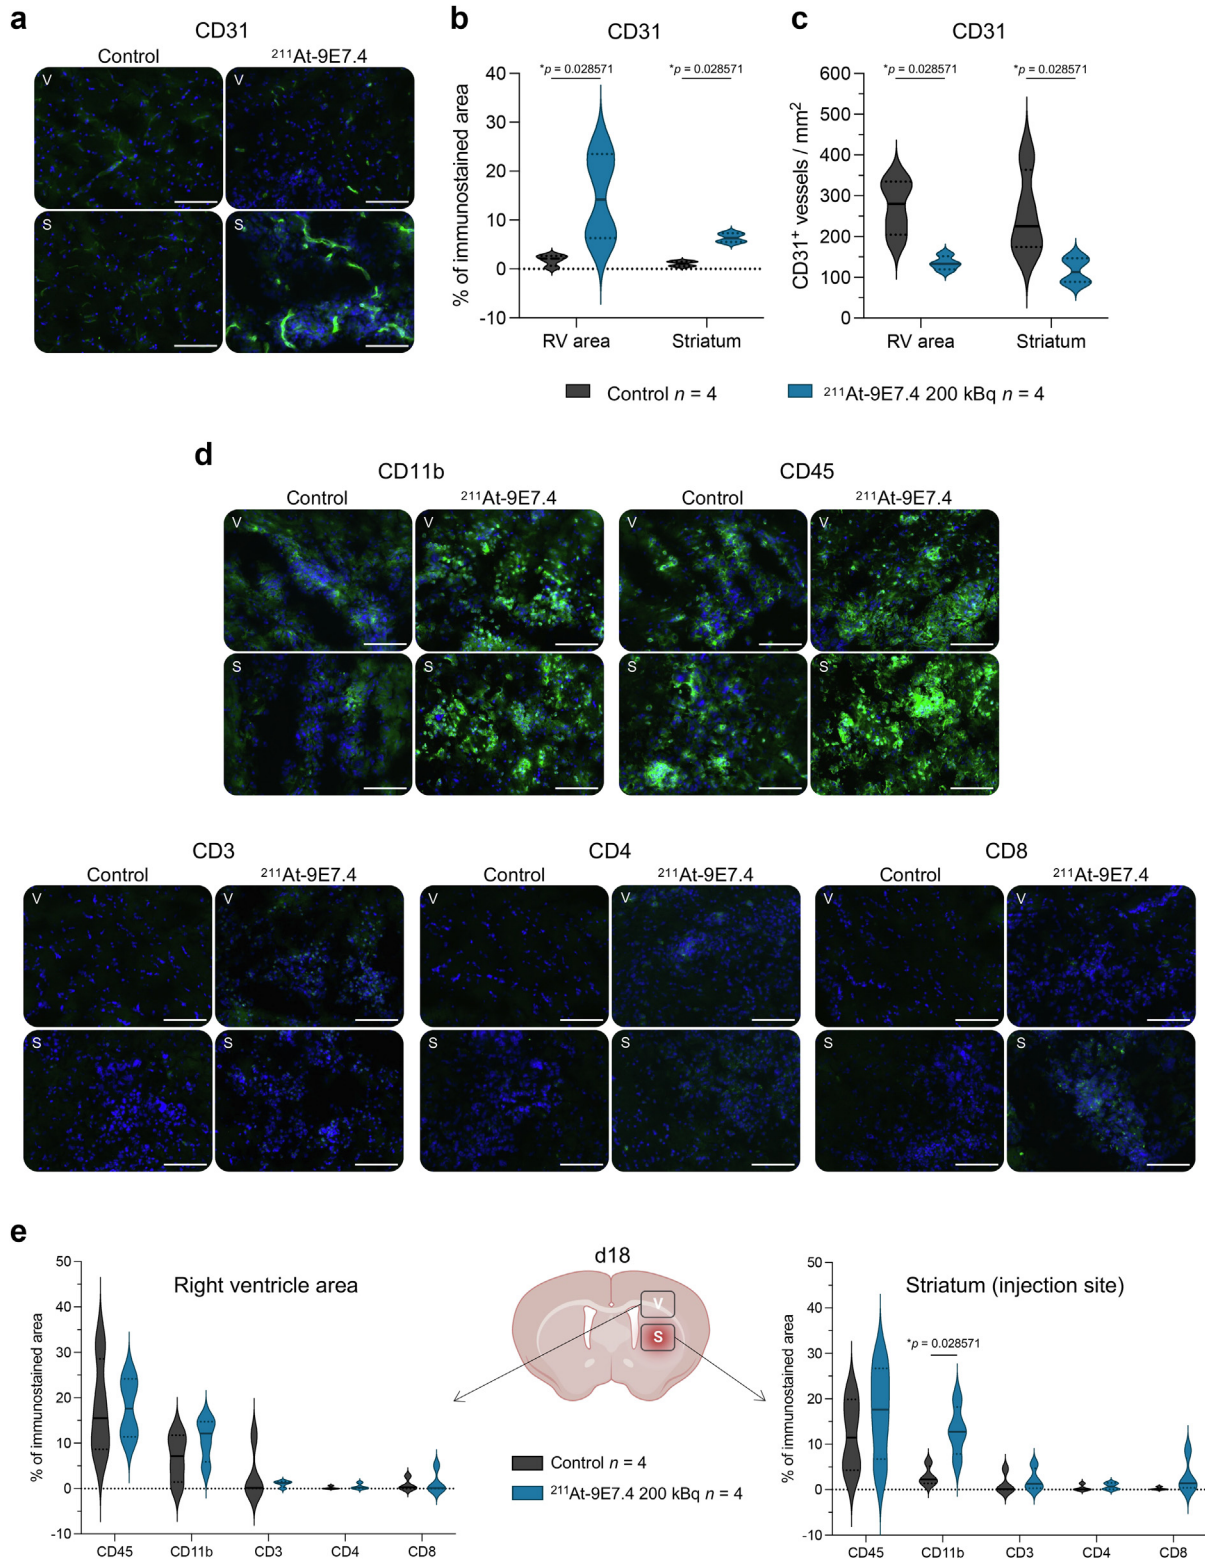 a
CD31
Control
²¹¹At-9E7.4
V
V
S
S
b
CD31
*p = 0.028571
*p = 0.028571
% of immunostained area
40
30
20
10
0
-10
RV area
Striatum
c
CD31
*p = 0.028571
*p = 0.028571
CD31⁺ vessels / mm²
600
500
400
300
200
100
0
RV area
Striatum
Control n = 4
²¹¹At-9E7.4 200 kBq n = 4
d
CD11b
Control
²¹¹At-9E7.4
V
S
S
CD45
Control
²¹¹At-9E7.4
V
V
S
S
CD3
Control
²¹¹At-9E7.4
V
V
S
S
CD4
Control
²¹¹At-9E7.4
V
V
S
S
CD8
Control
²¹¹At-9E7.4
V
V
S
S
e
Right ventricle area
% of immunostained area
50
40
30
20
10
0
-10
CD45
CD11b
CD3
CD4
CD8
d18
V
S
Control n = 4
²¹¹At-9E7.4 200 kBq n = 4
Striatum (injection site)
*p = 0.028571
% of immunostained area
50
40
30
20
10
0
-10
CD45
CD11b
CD3
CD4
CD8